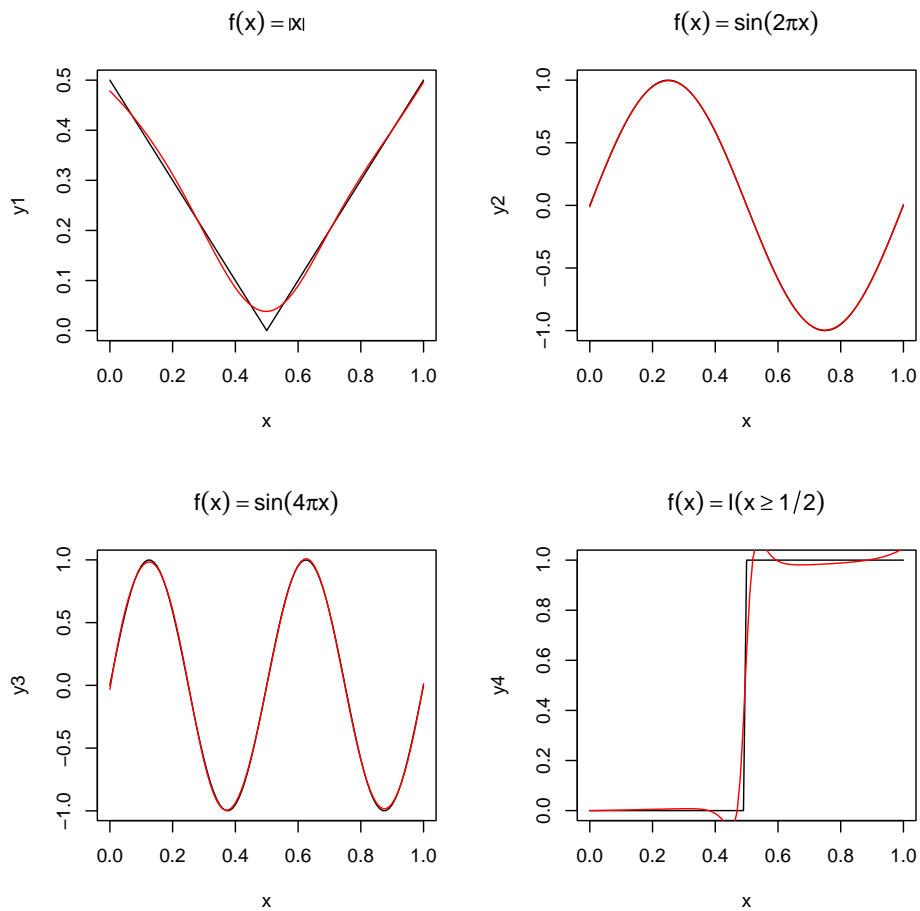 f(x) = |x|
y1
0.0 0.1 0.2 0.3 0.4 0.5
0.0 0.2 0.4 0.6 0.8 1.0
x
f(x) = sin(2πx)
y2
−1.0 −0.5 0.0 0.5 1.0
0.0 0.2 0.4 0.6 0.8 1.0
x
f(x) = sin(4πx)
y3
−1.0 −0.5 0.0 0.5 1.0
0.0 0.2 0.4 0.6 0.8 1.0
x
f(x) = I(x ≥ 1/2)
y4
0.0 0.2 0.4 0.6 0.8 1.0
0.0 0.2 0.4 0.6 0.8 1.0
x